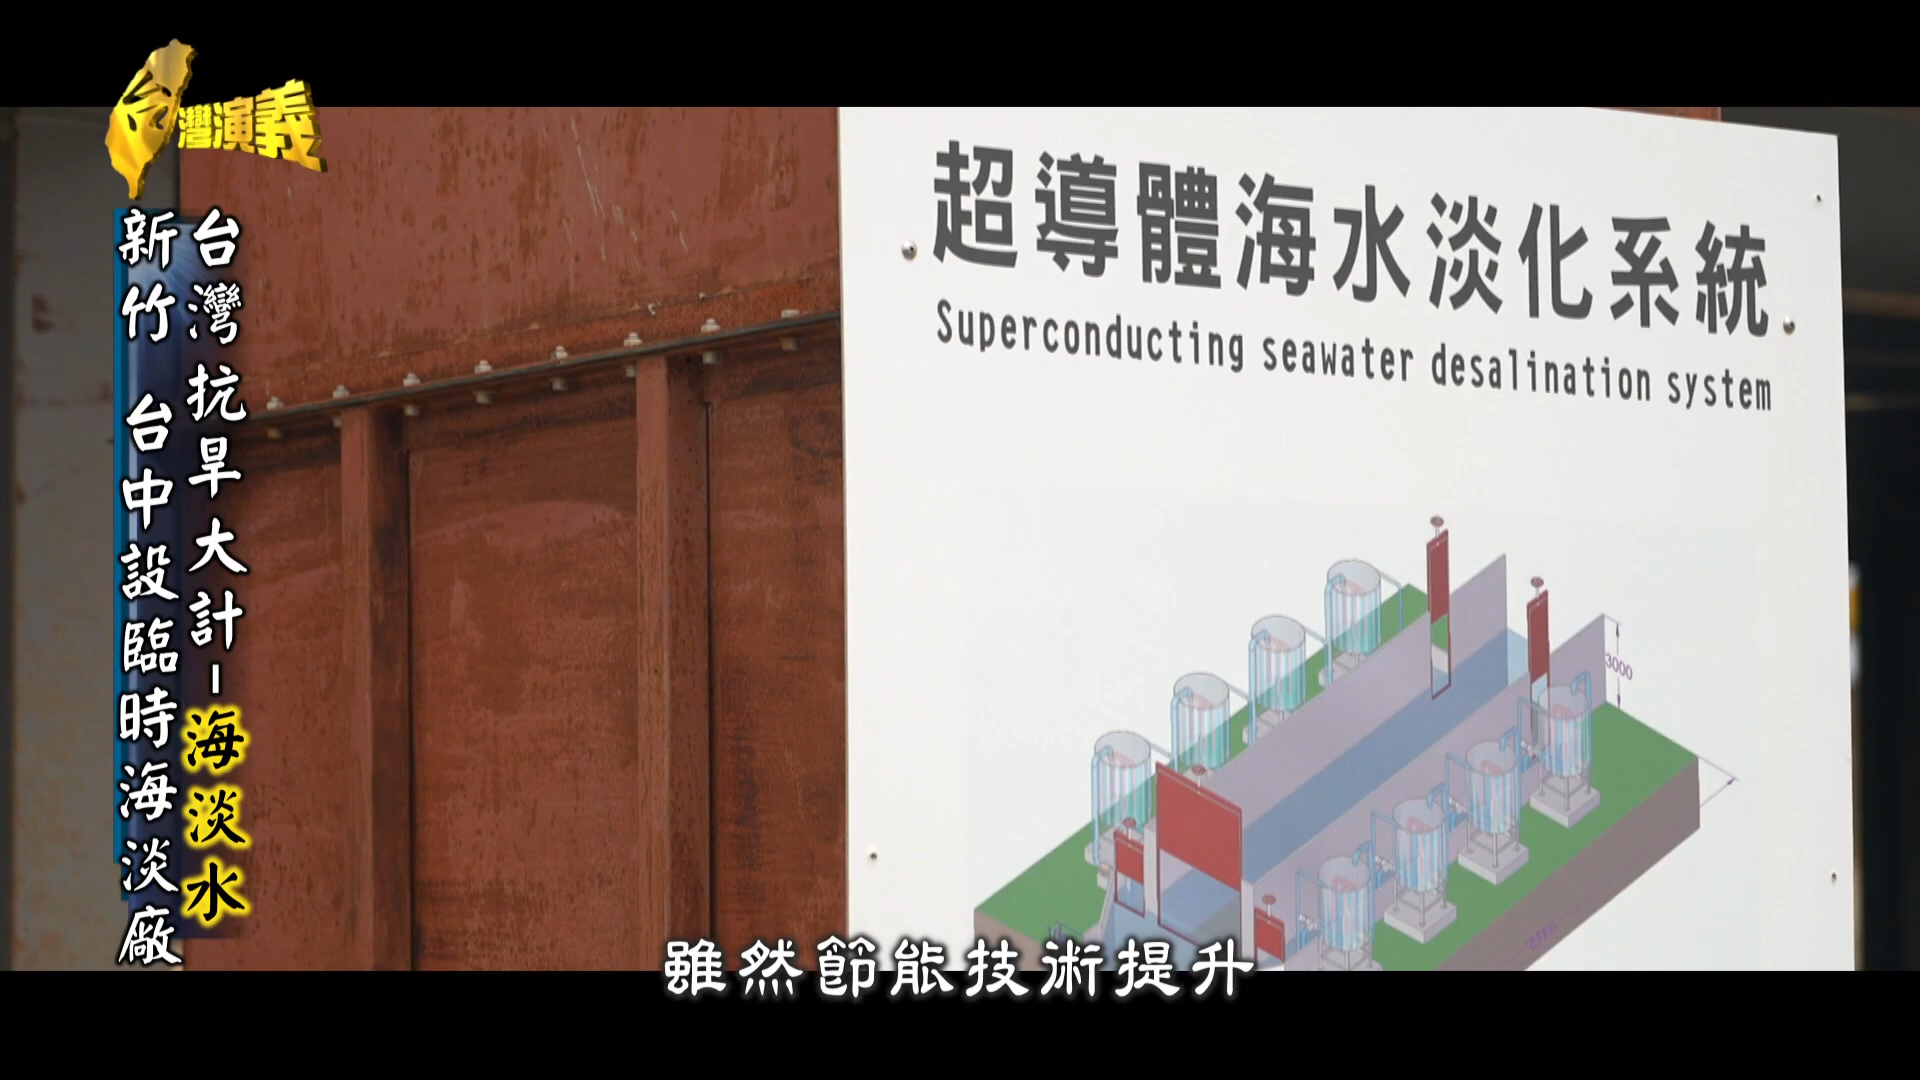 台灣演義
台灣抗旱大計-海淡水
新竹 台中設臨時海淡廠
超導體海水淡化系統
Superconducting seawater desalination system
3000
雖然節能技術提升